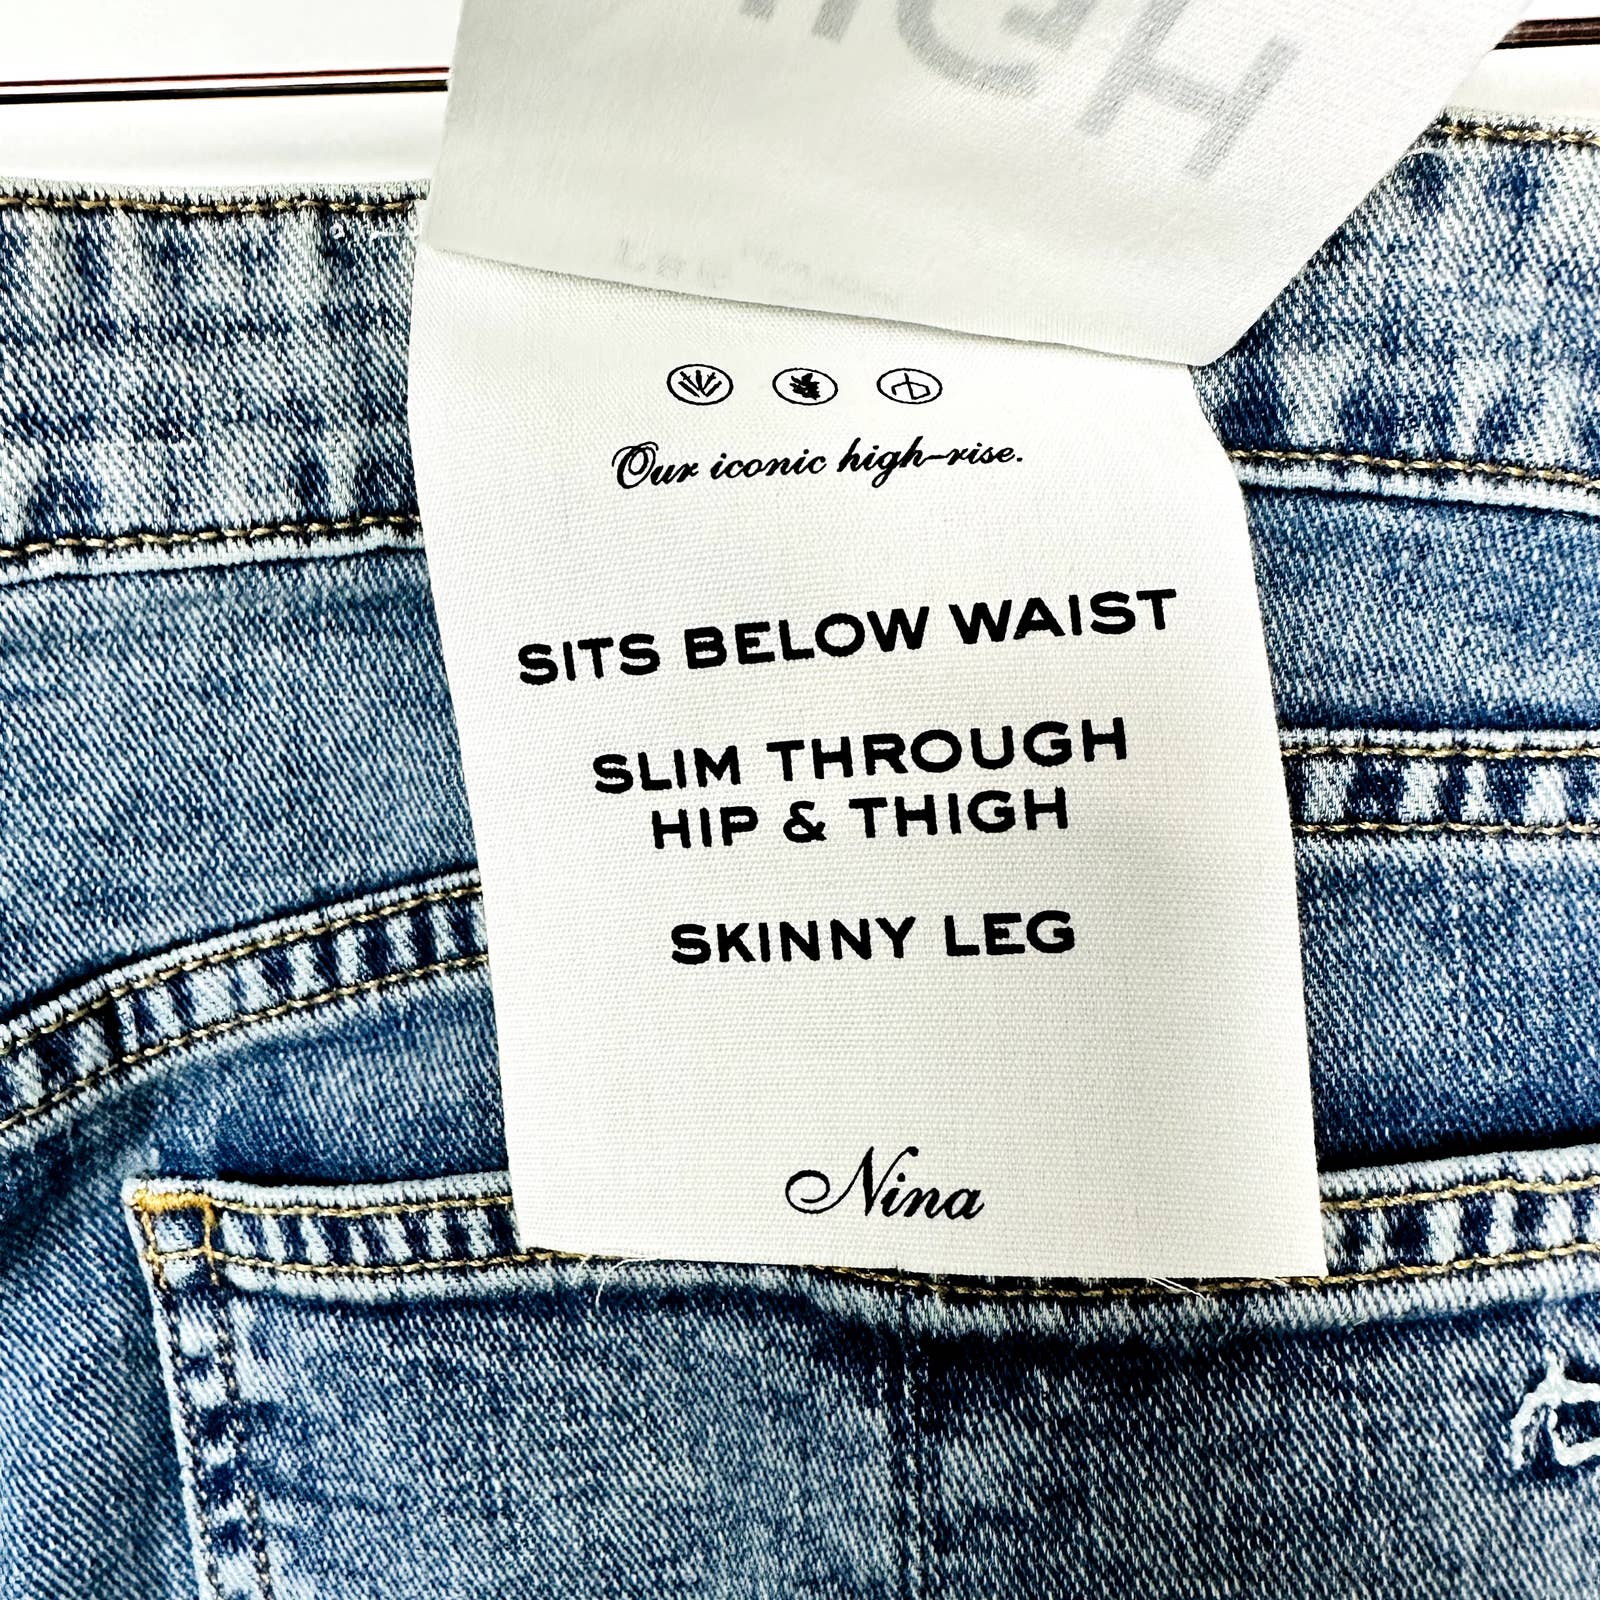 Our iconic high-rise.
SITS BELOW WAIST
SLIM THROUGH
HIP & THIGH
SKINNY LEG
Nina